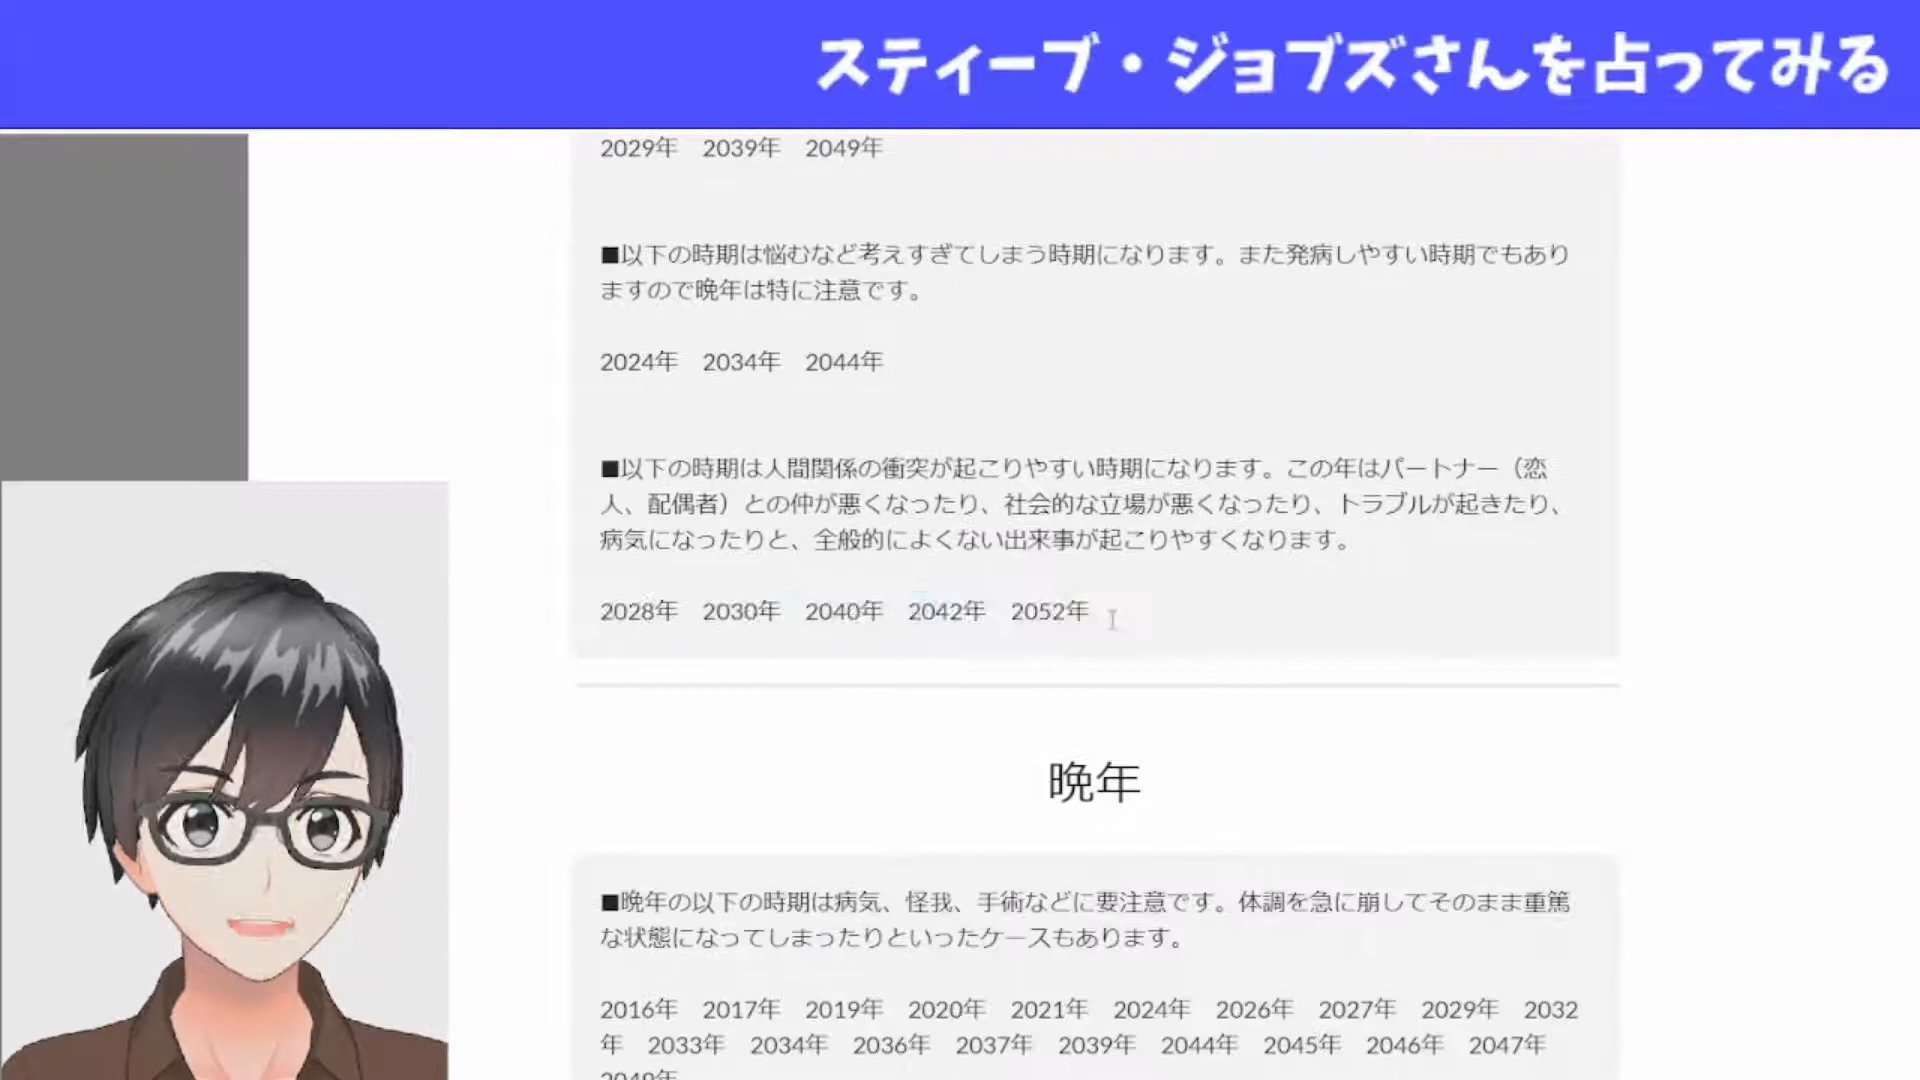 スティーブ・ジョブズさんを占ってみる
2029年 2039年 2049年
■以下の時期は悩むなど考えすぎてしまう時期になります。また発病しやすい時期でもあり
ますので晩年は特に注意です。
2024年 2034年 2044年
■以下の時期は人間関係の衝突が起こりやすい時期になります。この年はパートナー（恋
人、配偶者）との仲が悪くなったり、社会的な立場が悪くなったり、トラブルが起きたり、
病気になったりと、全般的によくない出来事が起こりやすくなります。
2028年 2030年 2040年 2042年 2052年
晩年
■晩年の以下の時期は病気、怪我、手術などに要注意です。体調を急に崩してそのまま重篤
な状態になってしまったりといったケースもあります。
2016年 2017年 2019年 2020年 2021年 2024年 2026年 2027年 2029年 2032
年 2033年 2034年 2036年 2037年 2039年 2044年 2045年 2046年 2047年